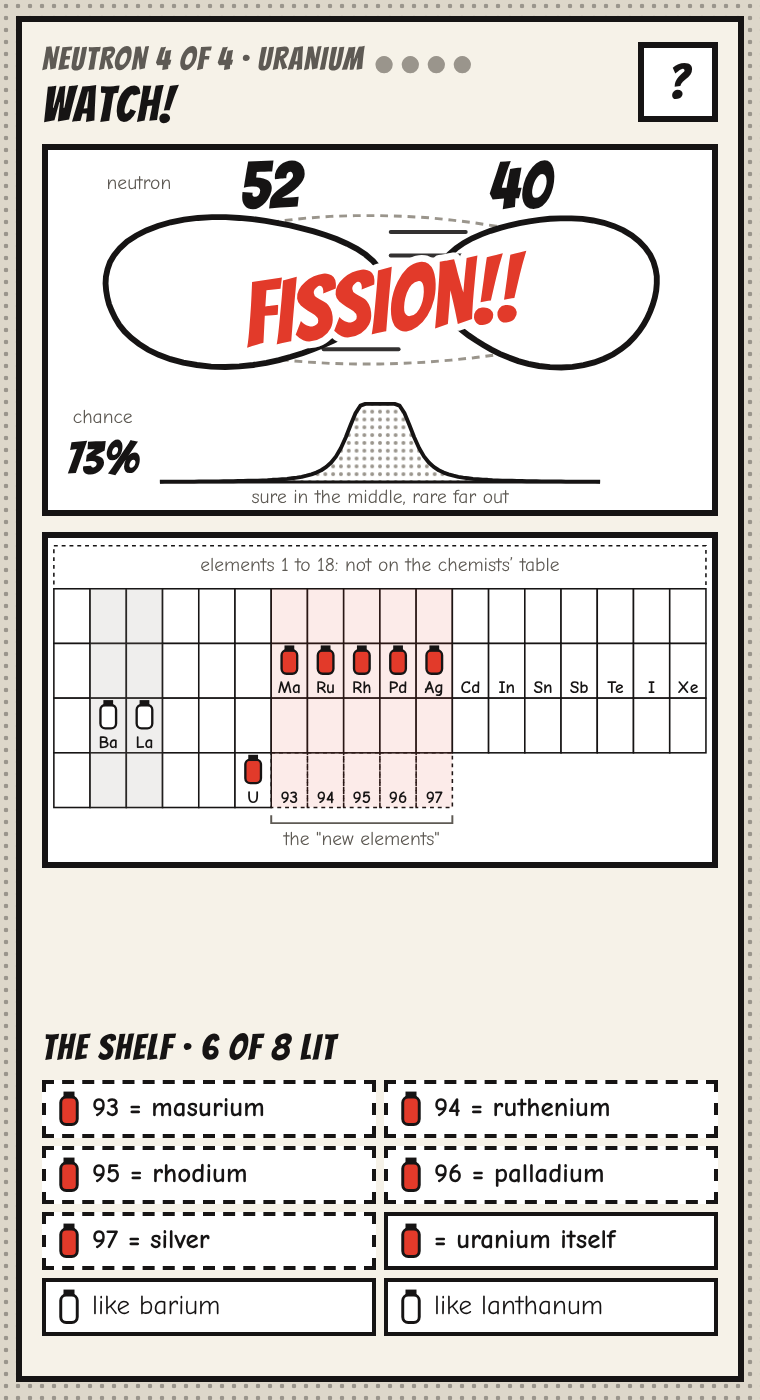 NEUTRON 4 OF 4 · URANIUM
WATCH!
?
neutron
52
40
FISSION!!
chance
73%
sure in the middle, rare far out
elements 1 to 18: not on the chemists' table
Ma Ru Rh Pd Ag Cd In Sn Sb Te I Xe
Ba La
U 93 94 95 96 97
the "new elements"
THE SHELF · 6 OF 8 LIT
93 = masurium
94 = ruthenium
95 = rhodium
96 = palladium
97 = silver
= uranium itself
like barium
like lanthanum